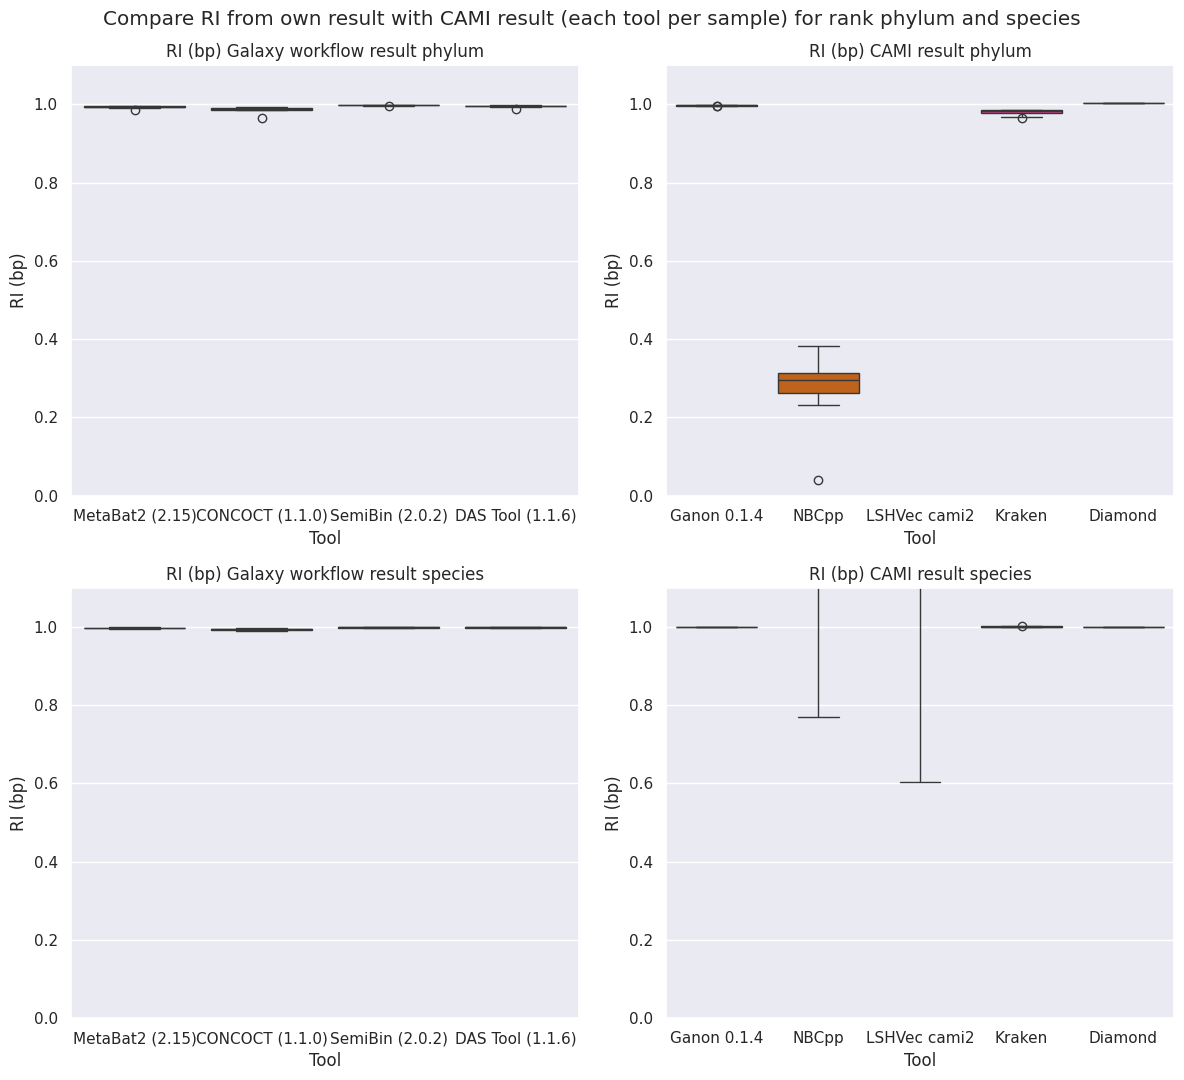 Compare RI from own result with CAMI result (each tool per sample) for rank phylum and species
RI (bp) Galaxy workflow result phylum
RI (bp)
1.0
0.8
0.6
0.4
0.2
0.0
MetaBat2 (2.15) CONCOCT (1.1.0) SemiBin (2.0.2) DAS Tool (1.1.6)
Tool
RI (bp) CAMI result phylum
RI (bp)
1.0
0.8
0.6
0.4
0.2
0.0
Ganon 0.1.4 NBCpp LSHVec cami2 Kraken Diamond
Tool
RI (bp) Galaxy workflow result species
RI (bp)
1.0
0.8
0.6
0.4
0.2
0.0
MetaBat2 (2.15) CONCOCT (1.1.0) SemiBin (2.0.2) DAS Tool (1.1.6)
Tool
RI (bp) CAMI result species
RI (bp)
1.0
0.8
0.6
0.4
0.2
0.0
Ganon 0.1.4 NBCpp LSHVec cami2 Kraken Diamond
Tool